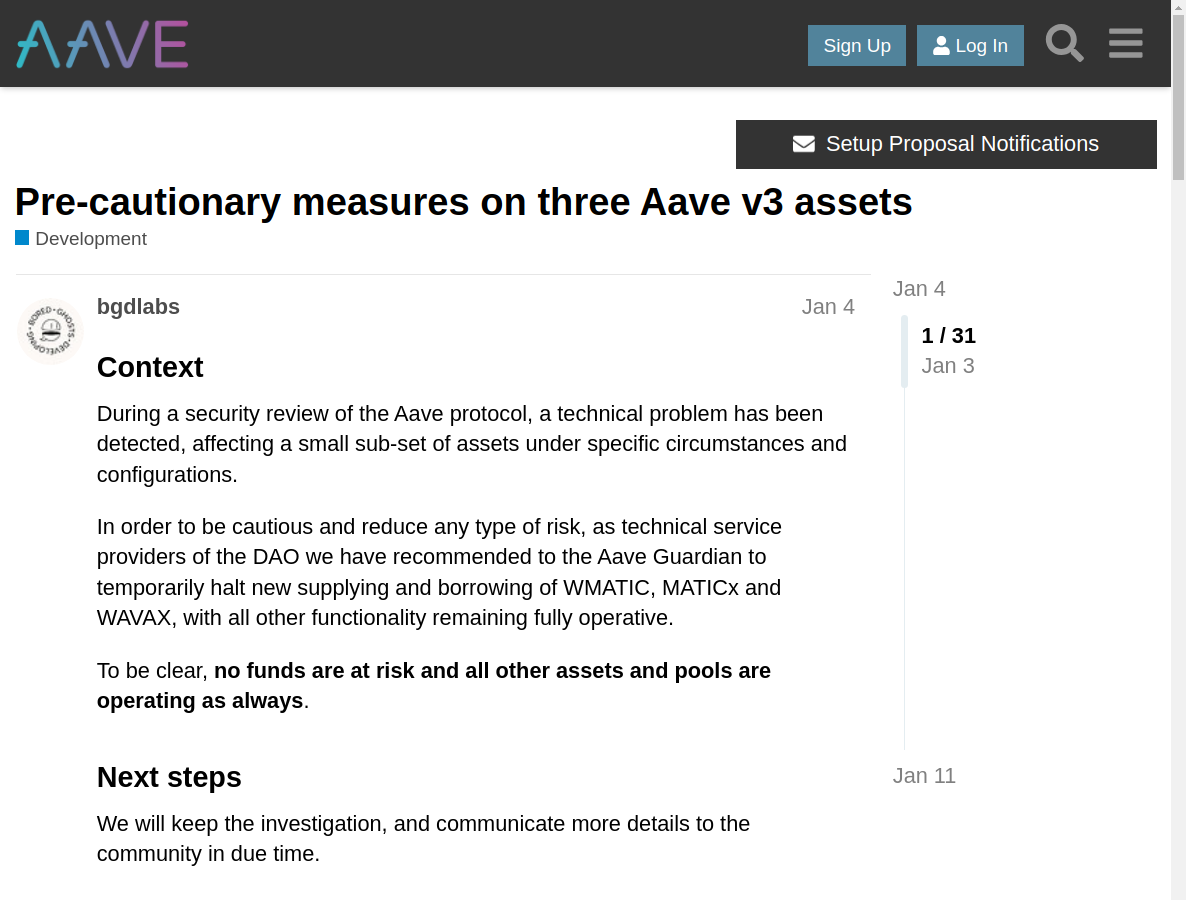 AAVE
Sign Up
Log In
Setup Proposal Notifications
Pre-cautionary measures on three Aave v3 assets
Development
BORED · GHOSTS · DEVELOPING ·
bgdlabs
Jan 4
Context
During a security review of the Aave protocol, a technical problem has been
detected, affecting a small sub-set of assets under specific circumstances and
configurations.
In order to be cautious and reduce any type of risk, as technical service
providers of the DAO we have recommended to the Aave Guardian to
temporarily halt new supplying and borrowing of WMATIC, MATICx and
WAVAX, with all other functionality remaining fully operative.
To be clear, no funds are at risk and all other assets and pools are
operating as always.
Next steps
We will keep the investigation, and communicate more details to the
community in due time.
Jan 4
1 / 31
Jan 3
Jan 11